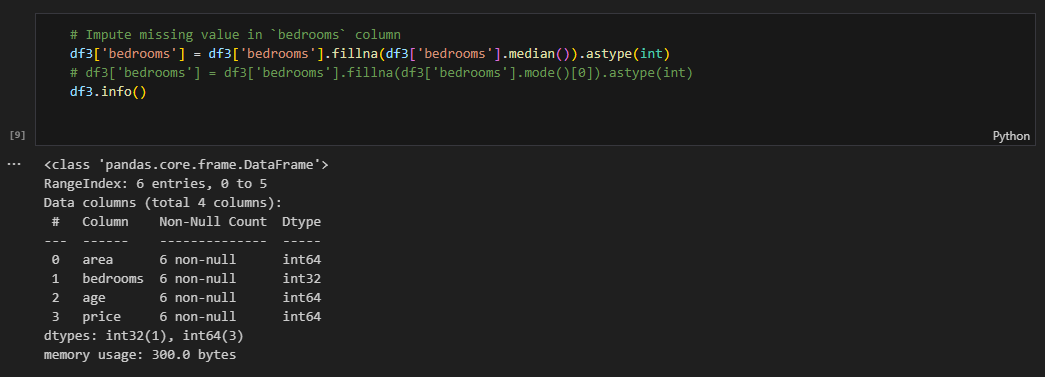 # Impute missing value in `bedrooms` column
df3['bedrooms'] = df3['bedrooms'].fillna(df3['bedrooms'].median()).astype(int)
# df3['bedrooms'] = df3['bedrooms'].fillna(df3['bedrooms'].mode()[0]).astype(int)
df3.info()
[9]
Python
...
<class 'pandas.core.frame.DataFrame'>
RangeIndex: 6 entries, 0 to 5
Data columns (total 4 columns):
 #   Column    Non-Null Count  Dtype
---  ------    --------------  -----
 0   area      6 non-null      int64
 1   bedrooms  6 non-null      int32
 2   age       6 non-null      int64
 3   price     6 non-null      int64
dtypes: int32(1), int64(3)
memory usage: 300.0 bytes